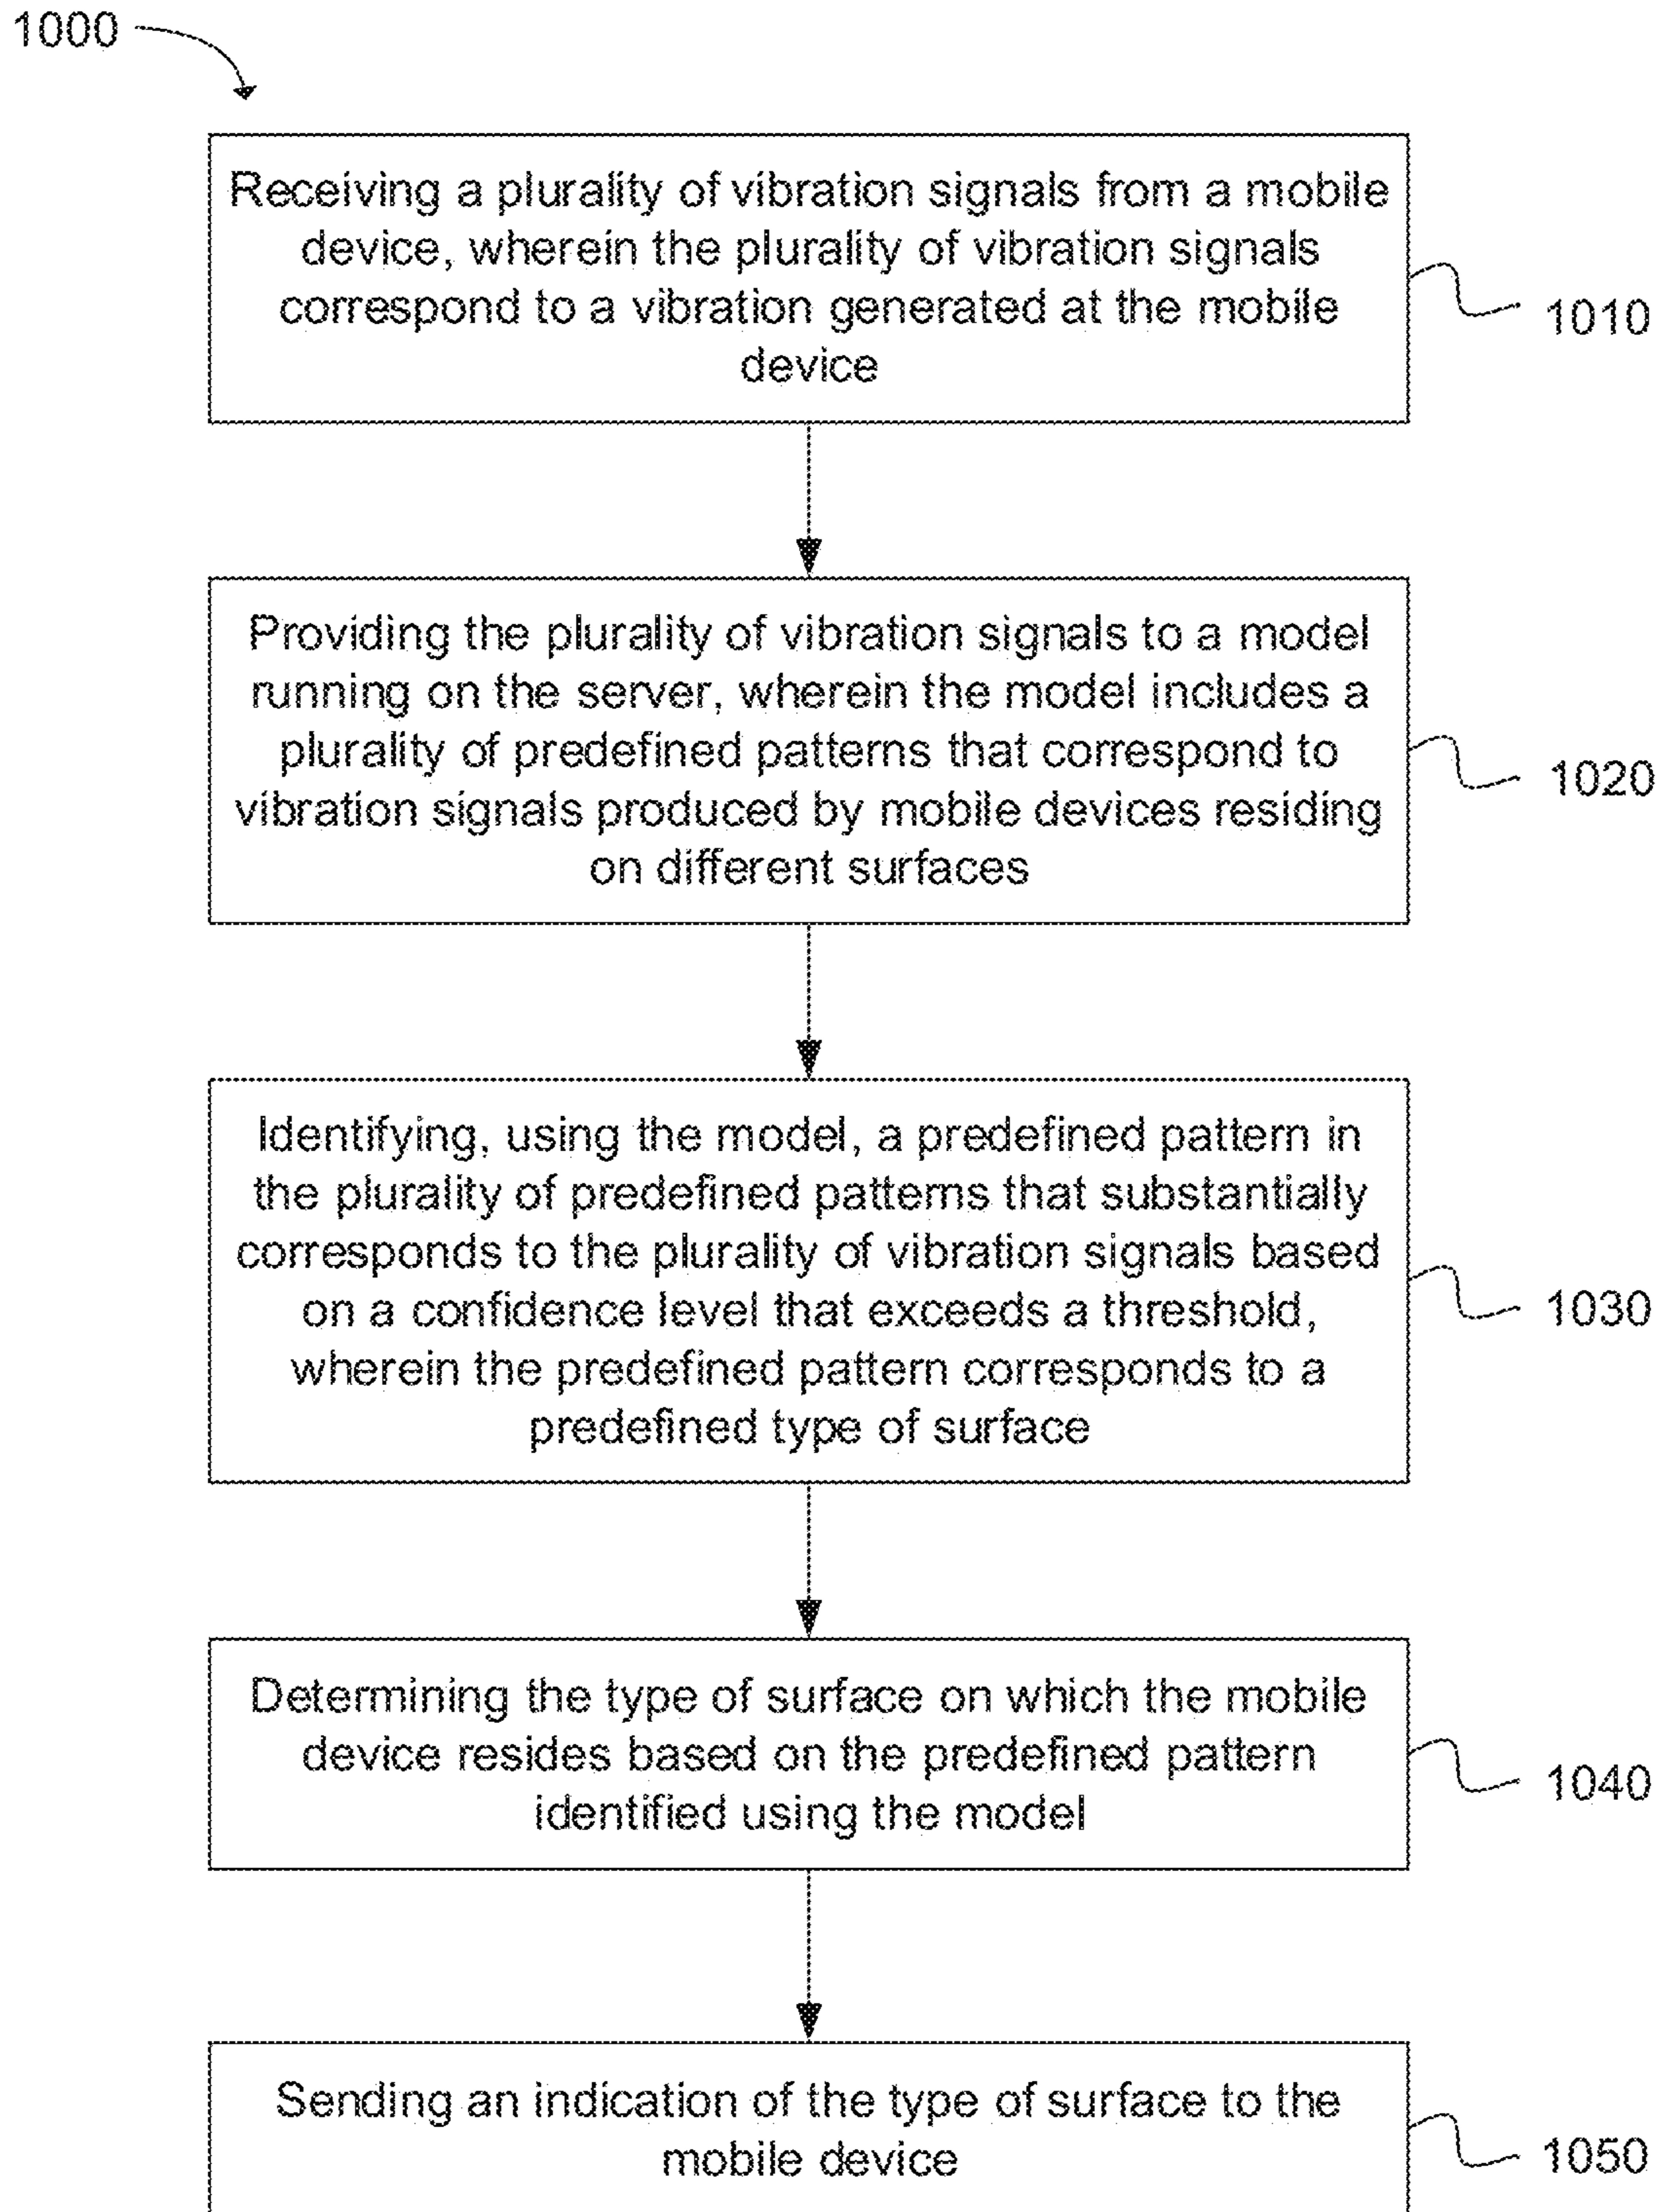 1000
Receiving a plurality of vibration signals from a mobile
device, wherein the plurality of vibration signals
correspond to a vibration generated at the mobile
device
1010
Providing the plurality of vibration signals to a model
running on the server, wherein the model includes a
plurality of predefined patterns that correspond to
vibration signals produced by mobile devices residing
on different surfaces
1020
Identifying, using the model, a predefined pattern in
the plurality of predefined patterns that substantially
corresponds to the plurality of vibration signals based
on a confidence level that exceeds a threshold,
wherein the predefined pattern corresponds to a
predefined type of surface
1030
Determining the type of surface on which the mobile
device resides based on the predefined pattern
identified using the model
1040
Sending an indication of the type of surface to the
mobile device
1050